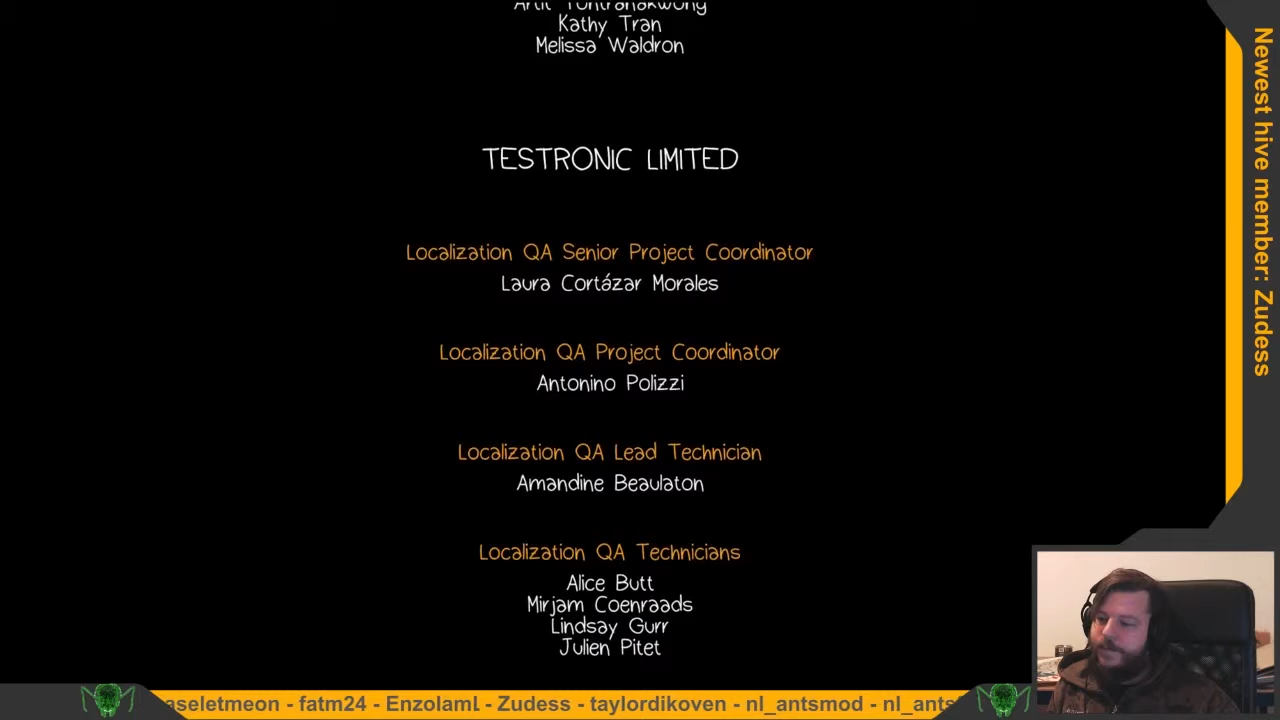 Kathy Tran
Melissa Waldron
TESTRONIC LIMITED
Localization QA Senior Project Coordinator
Laura Cortázar Morales
Localization QA Project Coordinator
Antonino Polizzi
Localization QA Lead Technician
Amandine Beaulaton
Localization QA Technicians
Alice Butt
Mirjam Coenraads
Lindsay Gurr
Julien Pitet
Newest hive member: Zudess
aseletmeon - fatm24 - Enzolaml - Zudess - taylordikoven - nl_antsmod - nl_ants